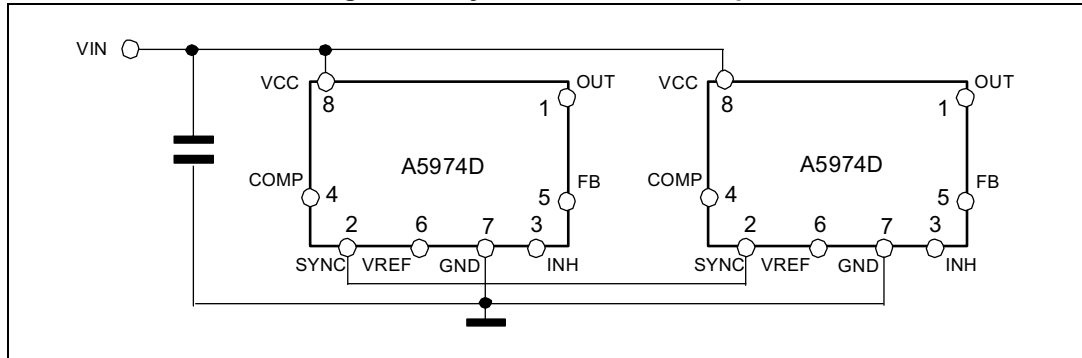 VIN
VCC
8
OUT
1
A5974D
COMP
4
FB
5
2
6
7
3
SYNC
VREF
GND
INH
VCC
8
OUT
1
A5974D
COMP
4
FB
5
2
6
7
3
SYNC
VREF
GND
INH